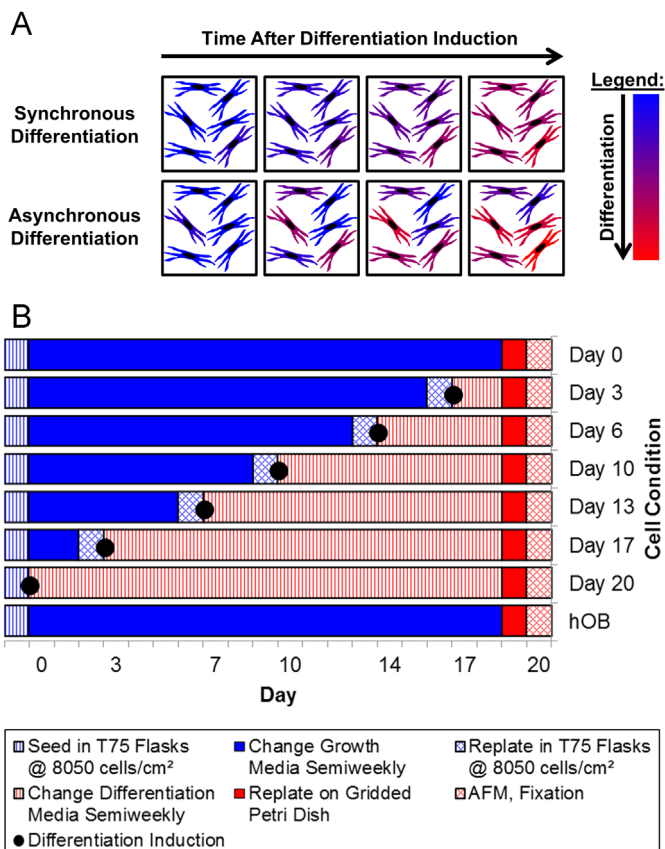 A
Time After Differentiation Induction
Legend:
Synchronous
Differentiation
Asynchronous
Differentiation
Differentiation
B
Day 0
Day 3
Day 6
Day 10
Day 13
Day 17
Day 20
hOB
Cell Condition
0 3 7 10 14 17 20
Day
Seed in T75 Flasks
@ 8050 cells/cm²
Change Growth
Media Semiweekly
Replate in T75 Flasks
@ 8050 cells/cm²
Change Differentiation
Media Semiweekly
Replate on Gridded
Petri Dish
AFM, Fixation
Differentiation Induction